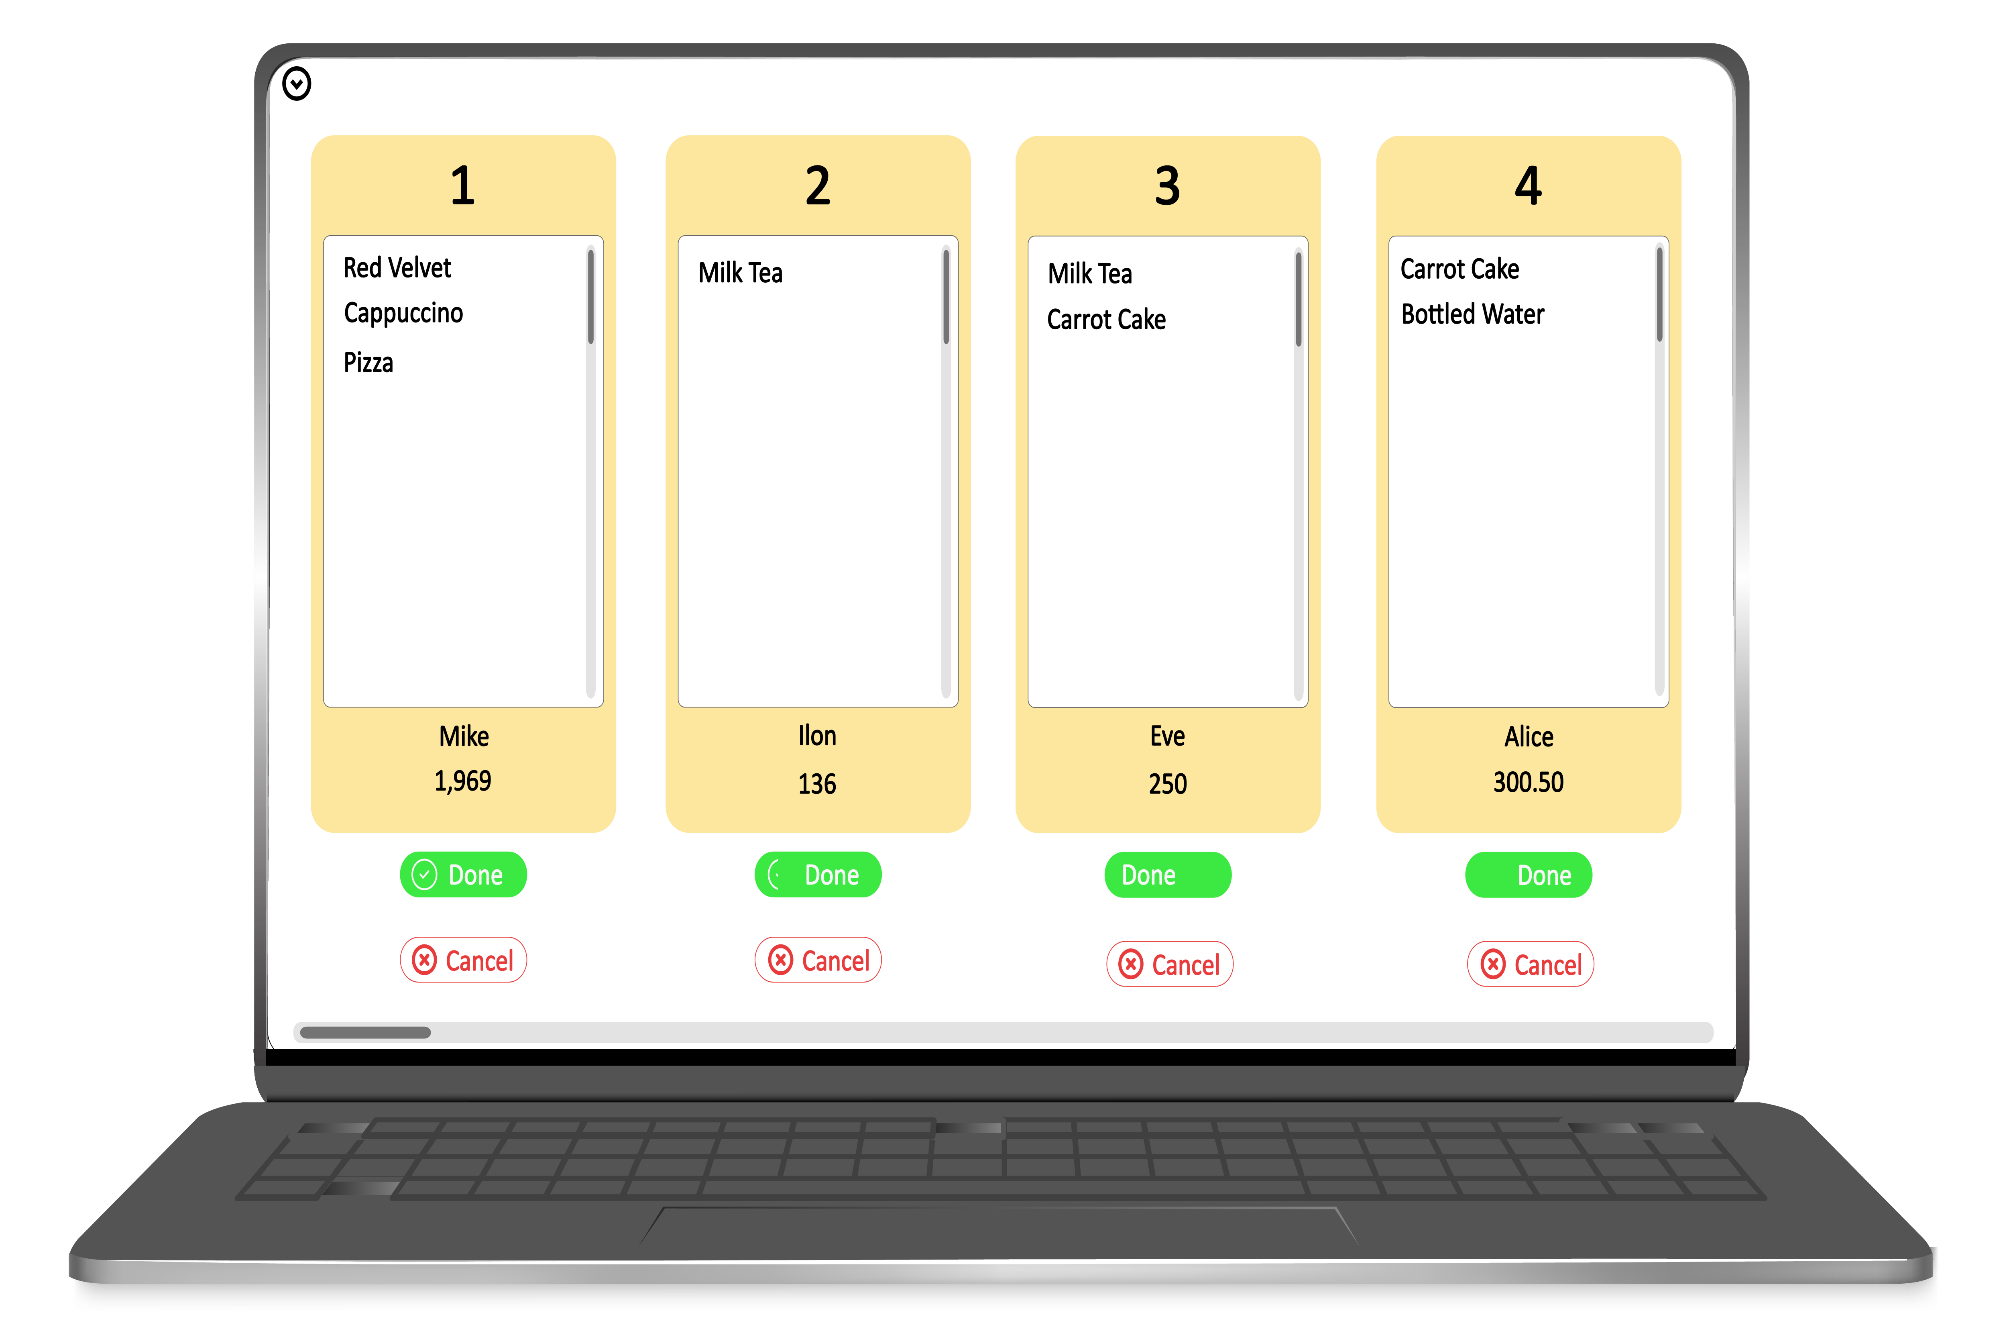 1
Red Velvet
Cappuccino
Pizza
Mike
1,969
Done
Cancel
2
Milk Tea
Ilon
136
Done
Cancel
3
Milk Tea
Carrot Cake
Eve
250
Done
Cancel
4
Carrot Cake
Bottled Water
Alice
300.50
Done
Cancel